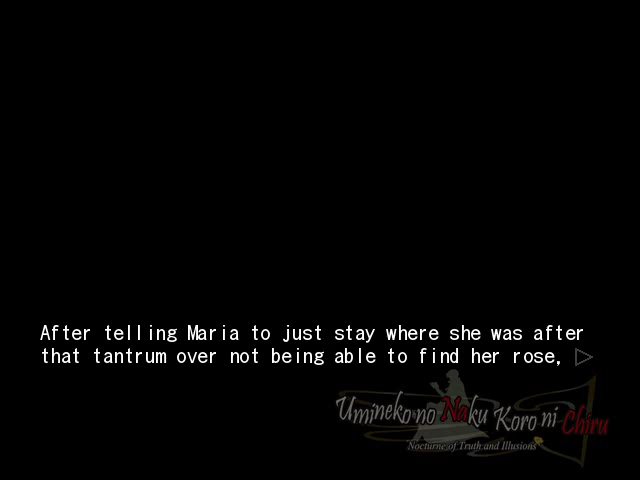 After telling Maria to just stay where she was after
that tantrum over not being able to find her rose,
Umineko no Naku Koro ni Chiru
Nocturne of Truth and Illusions